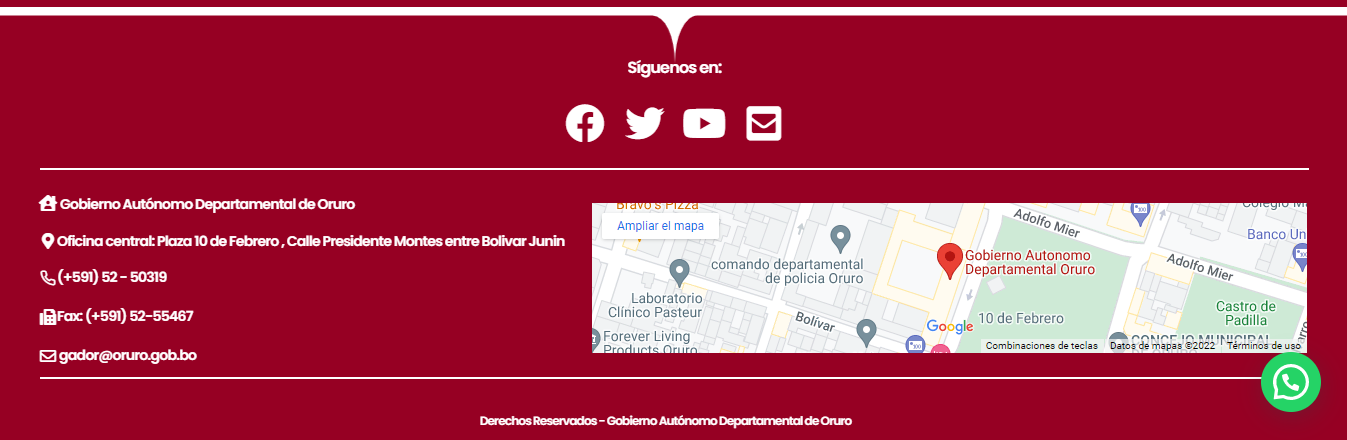 Síguenos en:
Gobierno Autónomo Departamental de Oruro
Oficina central: Plaza 10 de Febrero , Calle Presidente Montes entre Bolivar Junin
(+591) 52 - 50319
Fax: (+591) 52-55467
gador@oruro.gob.bo
Bravo's Pizza
Ampliar el mapa
comando departamental
de policia Oruro
Laboratorio
Clínico Pasteur
Forever Living
Products Oruro
Bolívar
Google
Gobierno Autonomo
Departamental Oruro
10 de Febrero
Adolfo Mier
Adolfo Mier
Banco Un
Castro de
Padilla
CONCEJO MUNICIPAL
Combinaciones de teclas
Datos de mapas ©2022
Términos de uso
Derechos Reservados - Gobierno Autónomo Departamental de Oruro